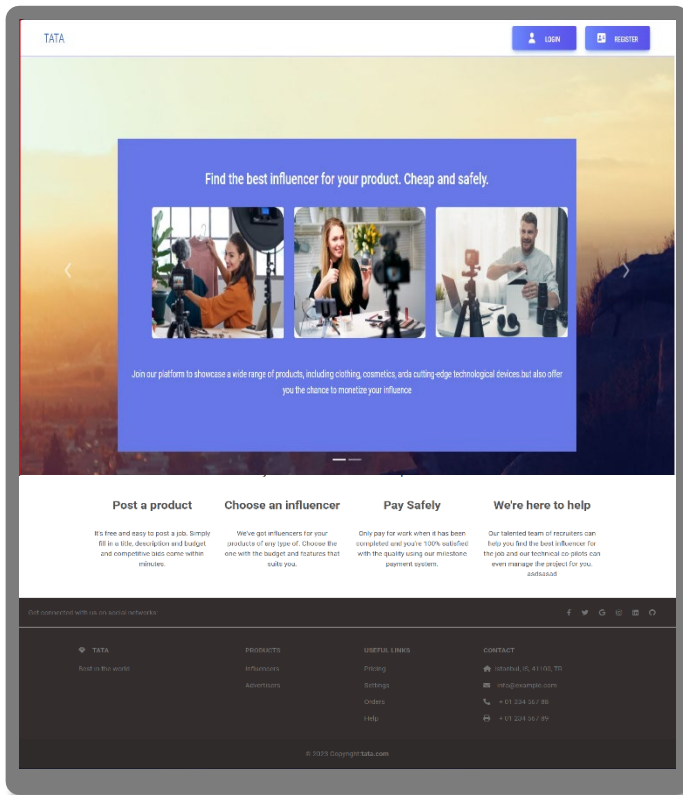 TATA
LOGIN
REGISTER
Find the best influencer for your product. Cheap and safely.
Join our platform to showcase a wide range of products, including clothing, cosmetics, arda cutting-edge technological devices.but also offer
you the chance to monetize your influence
Post a product
It's free and easy to post a job. Simply
fill in a title, description and budget
and competitive bids come within
minutes.
Choose an influencer
We've got influencers for your
products of any type of. Choose the
one with the budget and features that
suits you.
Pay Safely
Only pay for work when it has been
completed and you're 100% satisfied
with the quality using our milestone
payment system.
We're here to help
Our talented team of recruiters can
help you find the best influencer for
the job and our technical co pilots can
even manage the project for you.
asdsasad
Get connected with us on social networks:
TATA
Best in the world
PRODUCTS
Influencers
Advertisers
USEFUL LINKS
Pricing
Settings
Orders
Help
CONTACT
Istanbul, 41100, TR
info@example.com
+ 01 234 567 88
+ 01 234 567 89
© 2023 Copyright:tata.com